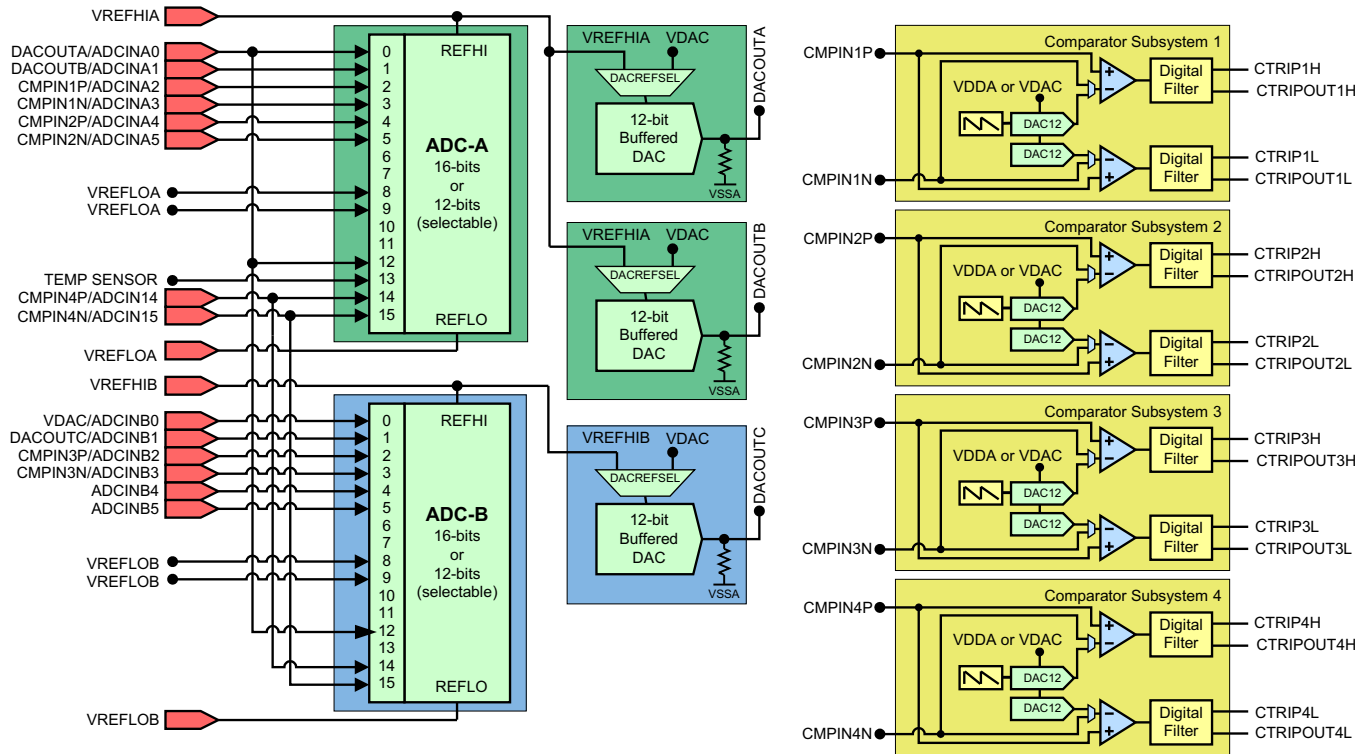 VREFHIA
DACOUTA/ADCINA0
DACOUTB/ADCINA1
CMPIN1P/ADCINA2
CMPIN1N/ADCINA3
CMPIN2P/ADCINA4
CMPIN2N/ADCINA5
VREFLOA
VREFLOA
TEMP SENSOR
CMPIN4P/ADCIN14
CMPIN4N/ADCIN15
VREFLOA
0
1
2
3
4
5
6
7
8
9
10
11
12
13
14
15
REFHI
ADC-A
16-bits
or
12-bits
(selectable)
REFLO
VREFHIB
VDAC/ADCINB0
DACOUTC/ADCINB1
CMPIN3P/ADCINB2
CMPIN3N/ADCINB3
ADCINB4
ADCINB5
VREFLOB
VREFLOB
VREFLOB
0
1
2
3
4
5
6
7
8
9
10
11
12
13
14
15
REFHI
ADC-B
16-bits
or
12-bits
(selectable)
REFLO
VREFHIA
VDAC
DACREFSEL
12-bit
Buffered
DAC
VSSA
DACOUTA
VREFHIA
VDAC
DACREFSEL
12-bit
Buffered
DAC
VSSA
DACOUTB
VREFHIB
VDAC
DACREFSEL
12-bit
Buffered
DAC
VSSA
DACOUTC
Comparator Subsystem 1
CMPIN1P
VDDA or VDAC
DAC12
DAC12
CMPIN1N
Digital
Filter
Digital
Filter
CTRIP1H
CTRIPOUT1H
CTRIP1L
CTRIPOUT1L
Comparator Subsystem 2
CMPIN2P
VDDA or VDAC
DAC12
DAC12
CMPIN2N
Digital
Filter
Digital
Filter
CTRIP2H
CTRIPOUT2H
CTRIP2L
CTRIPOUT2L
Comparator Subsystem 3
CMPIN3P
VDDA or VDAC
DAC12
DAC12
CMPIN3N
Digital
Filter
Digital
Filter
CTRIP3H
CTRIPOUT3H
CTRIP3L
CTRIPOUT3L
Comparator Subsystem 4
CMPIN4P
VDDA or VDAC
DAC12
DAC12
CMPIN4N
Digital
Filter
Digital
Filter
CTRIP4H
CTRIPOUT4H
CTRIP4L
CTRIPOUT4L